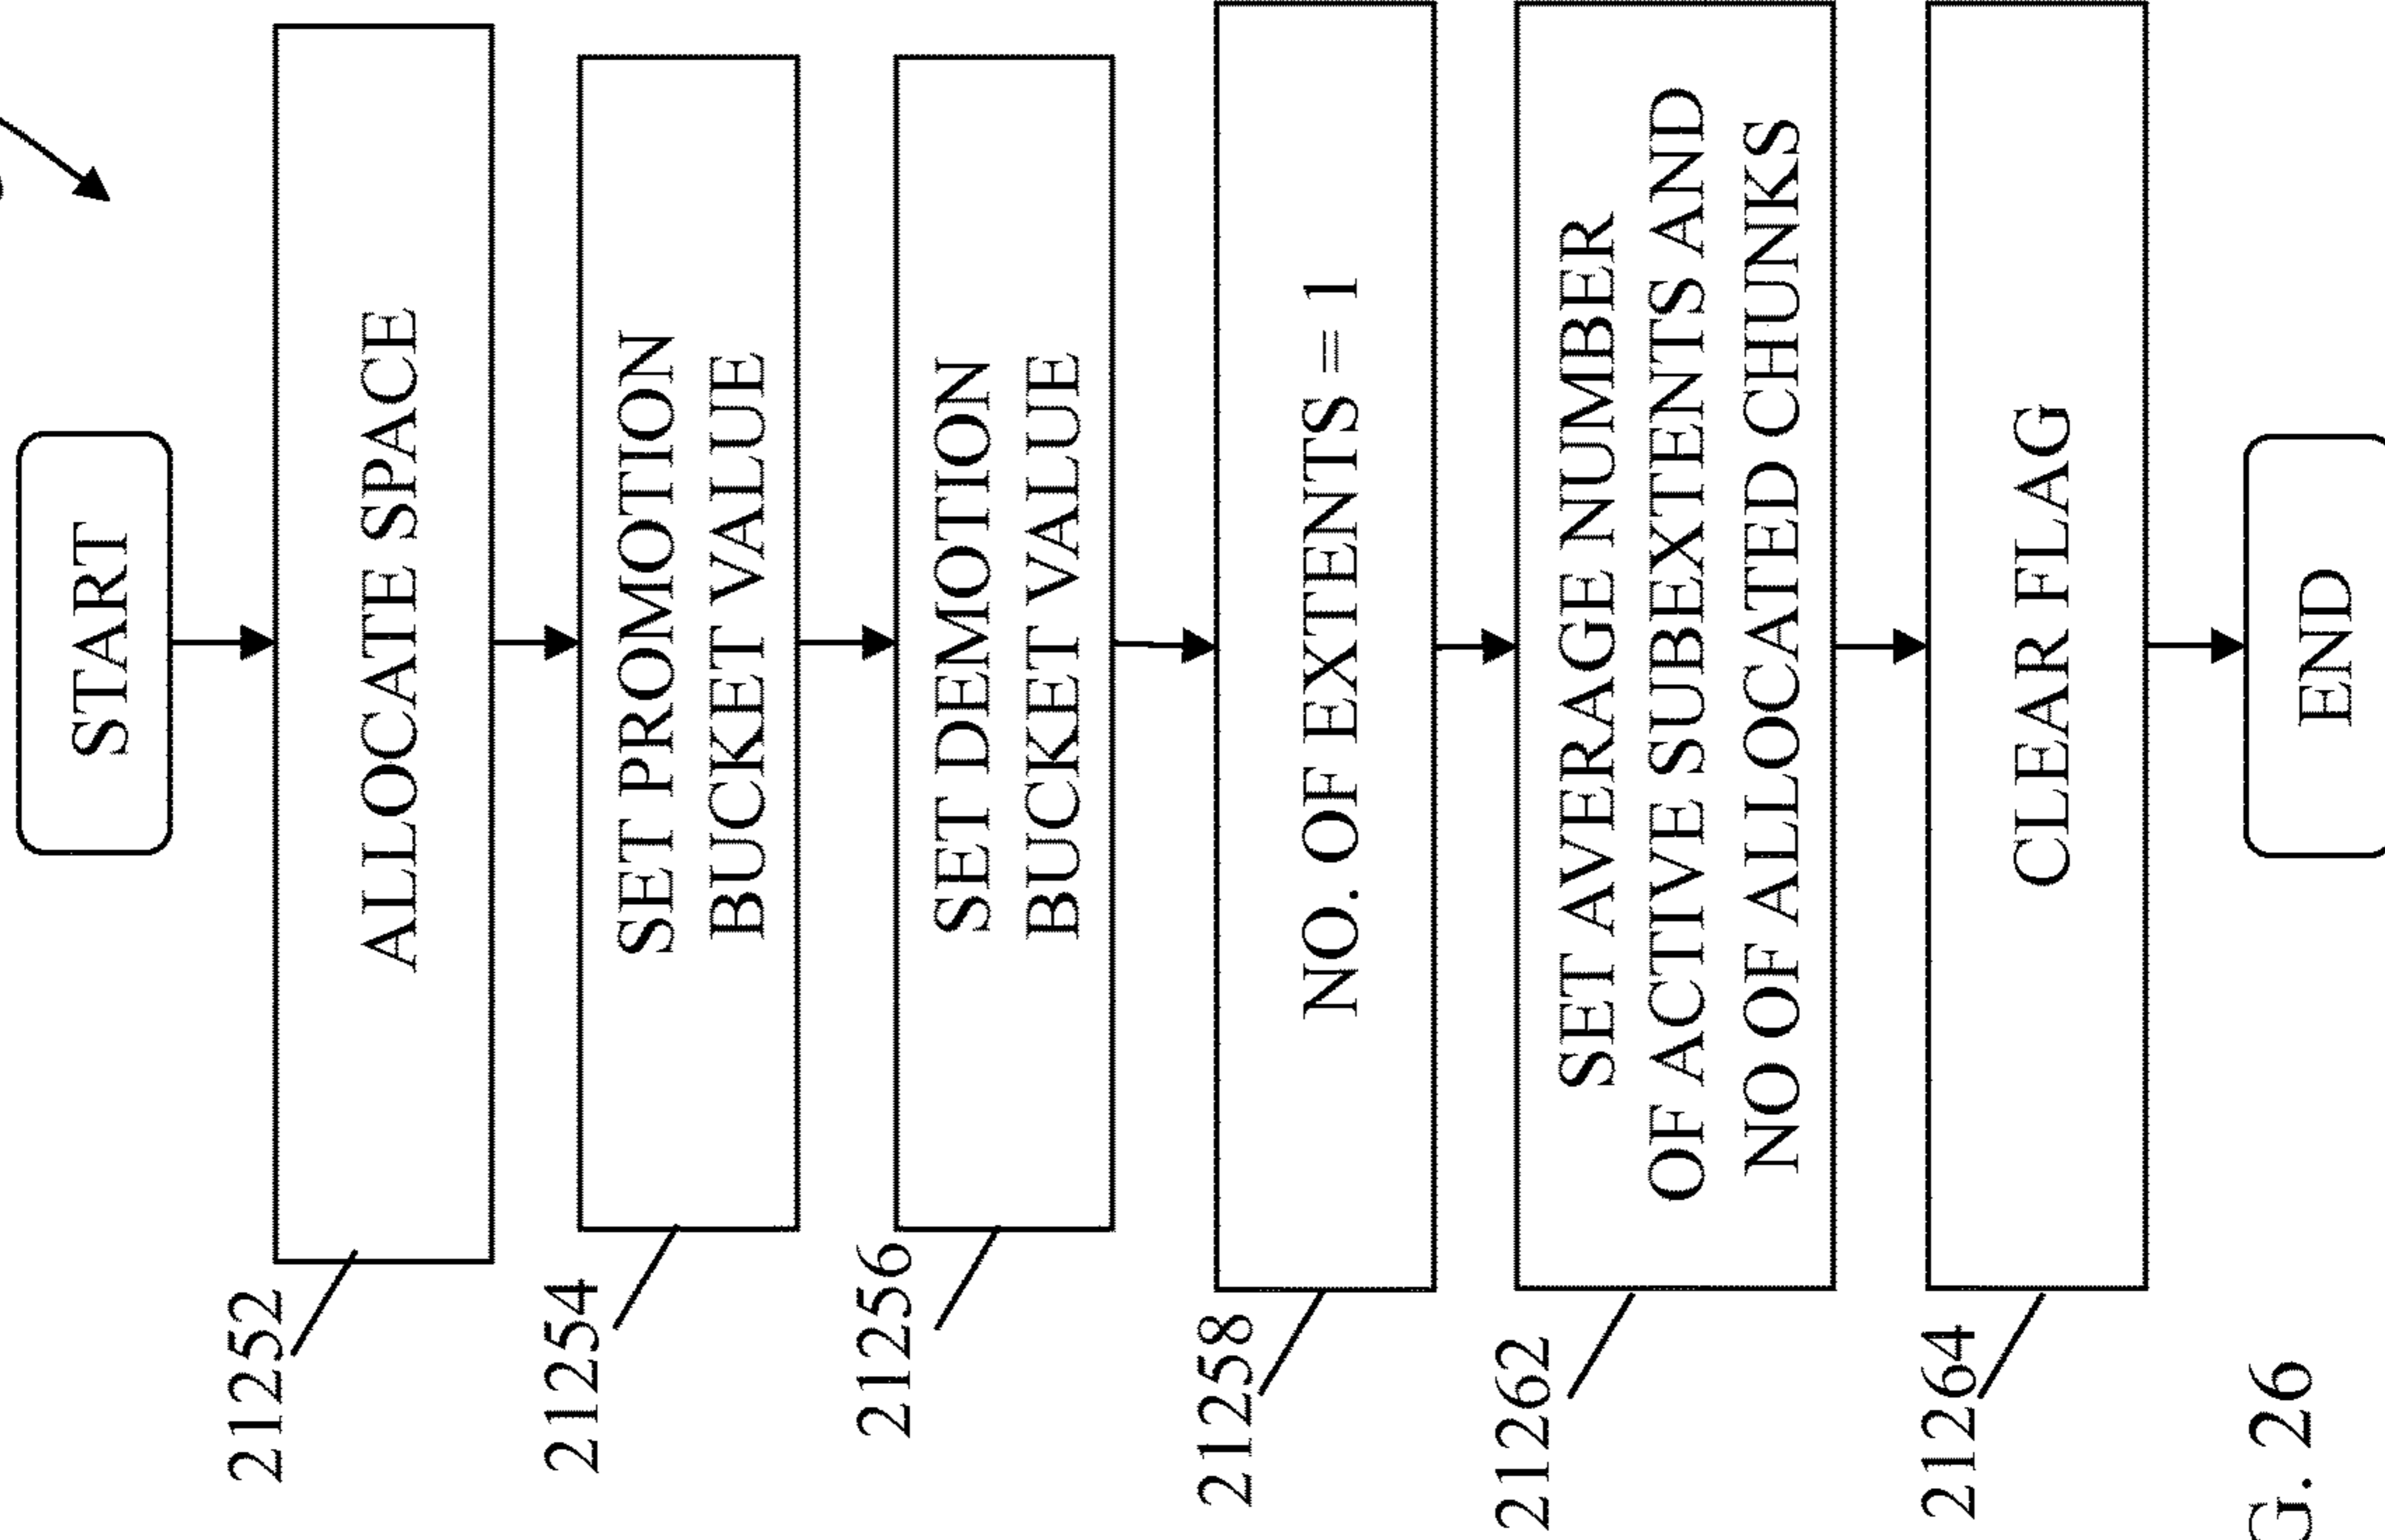 START
21252
ALLOCATE SPACE
21254
SET PROMOTION
BUCKET VALUE
21256
SET DEMOTION
BUCKET VALUE
21258
NO. OF EXTENTS = 1
21262
SET AVERAGE NUMBER
OF ACTIVE SUBEXTENTS AND
NO OF ALLOCATED CHUNKS
21264
CLEAR FLAG
END
G. 26